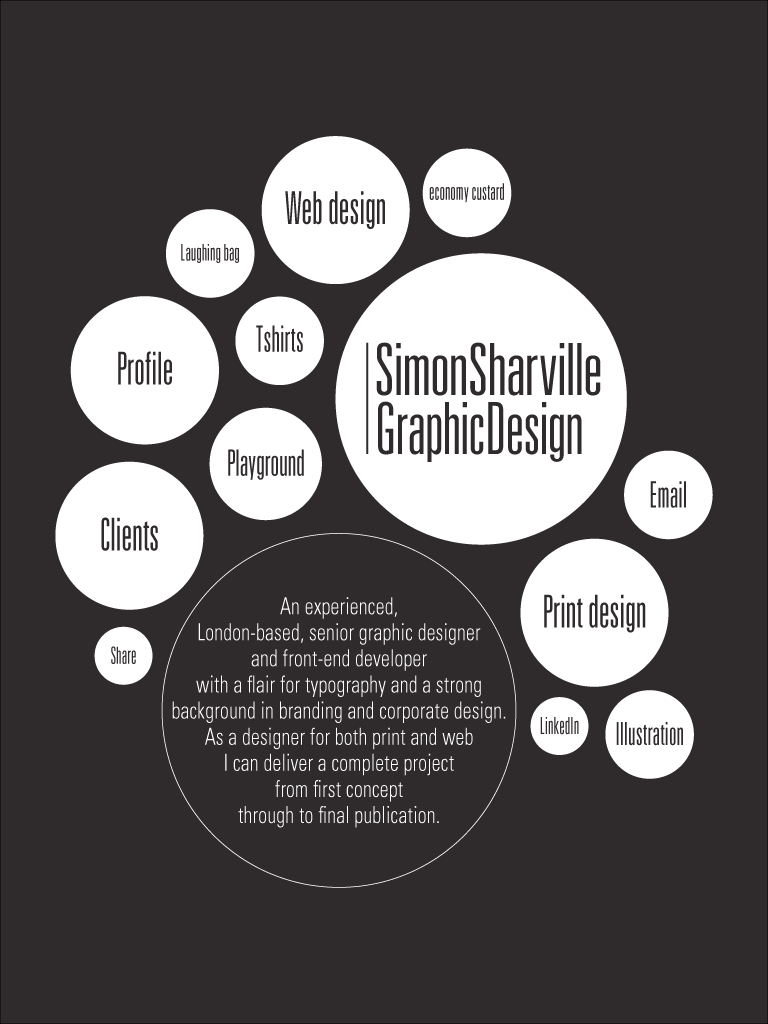 Web design
economy custard
Laughing bag
Tshirts
Profile
SimonSharville
GraphicDesign
Playground
Email
Clients
Print design
An experienced,
London-based, senior graphic designer
and front-end developer
with a flair for typography and a strong
background in branding and corporate design.
As a designer for both print and web
I can deliver a complete project
from first concept
through to final publication.
Share
LinkedIn
Illustration